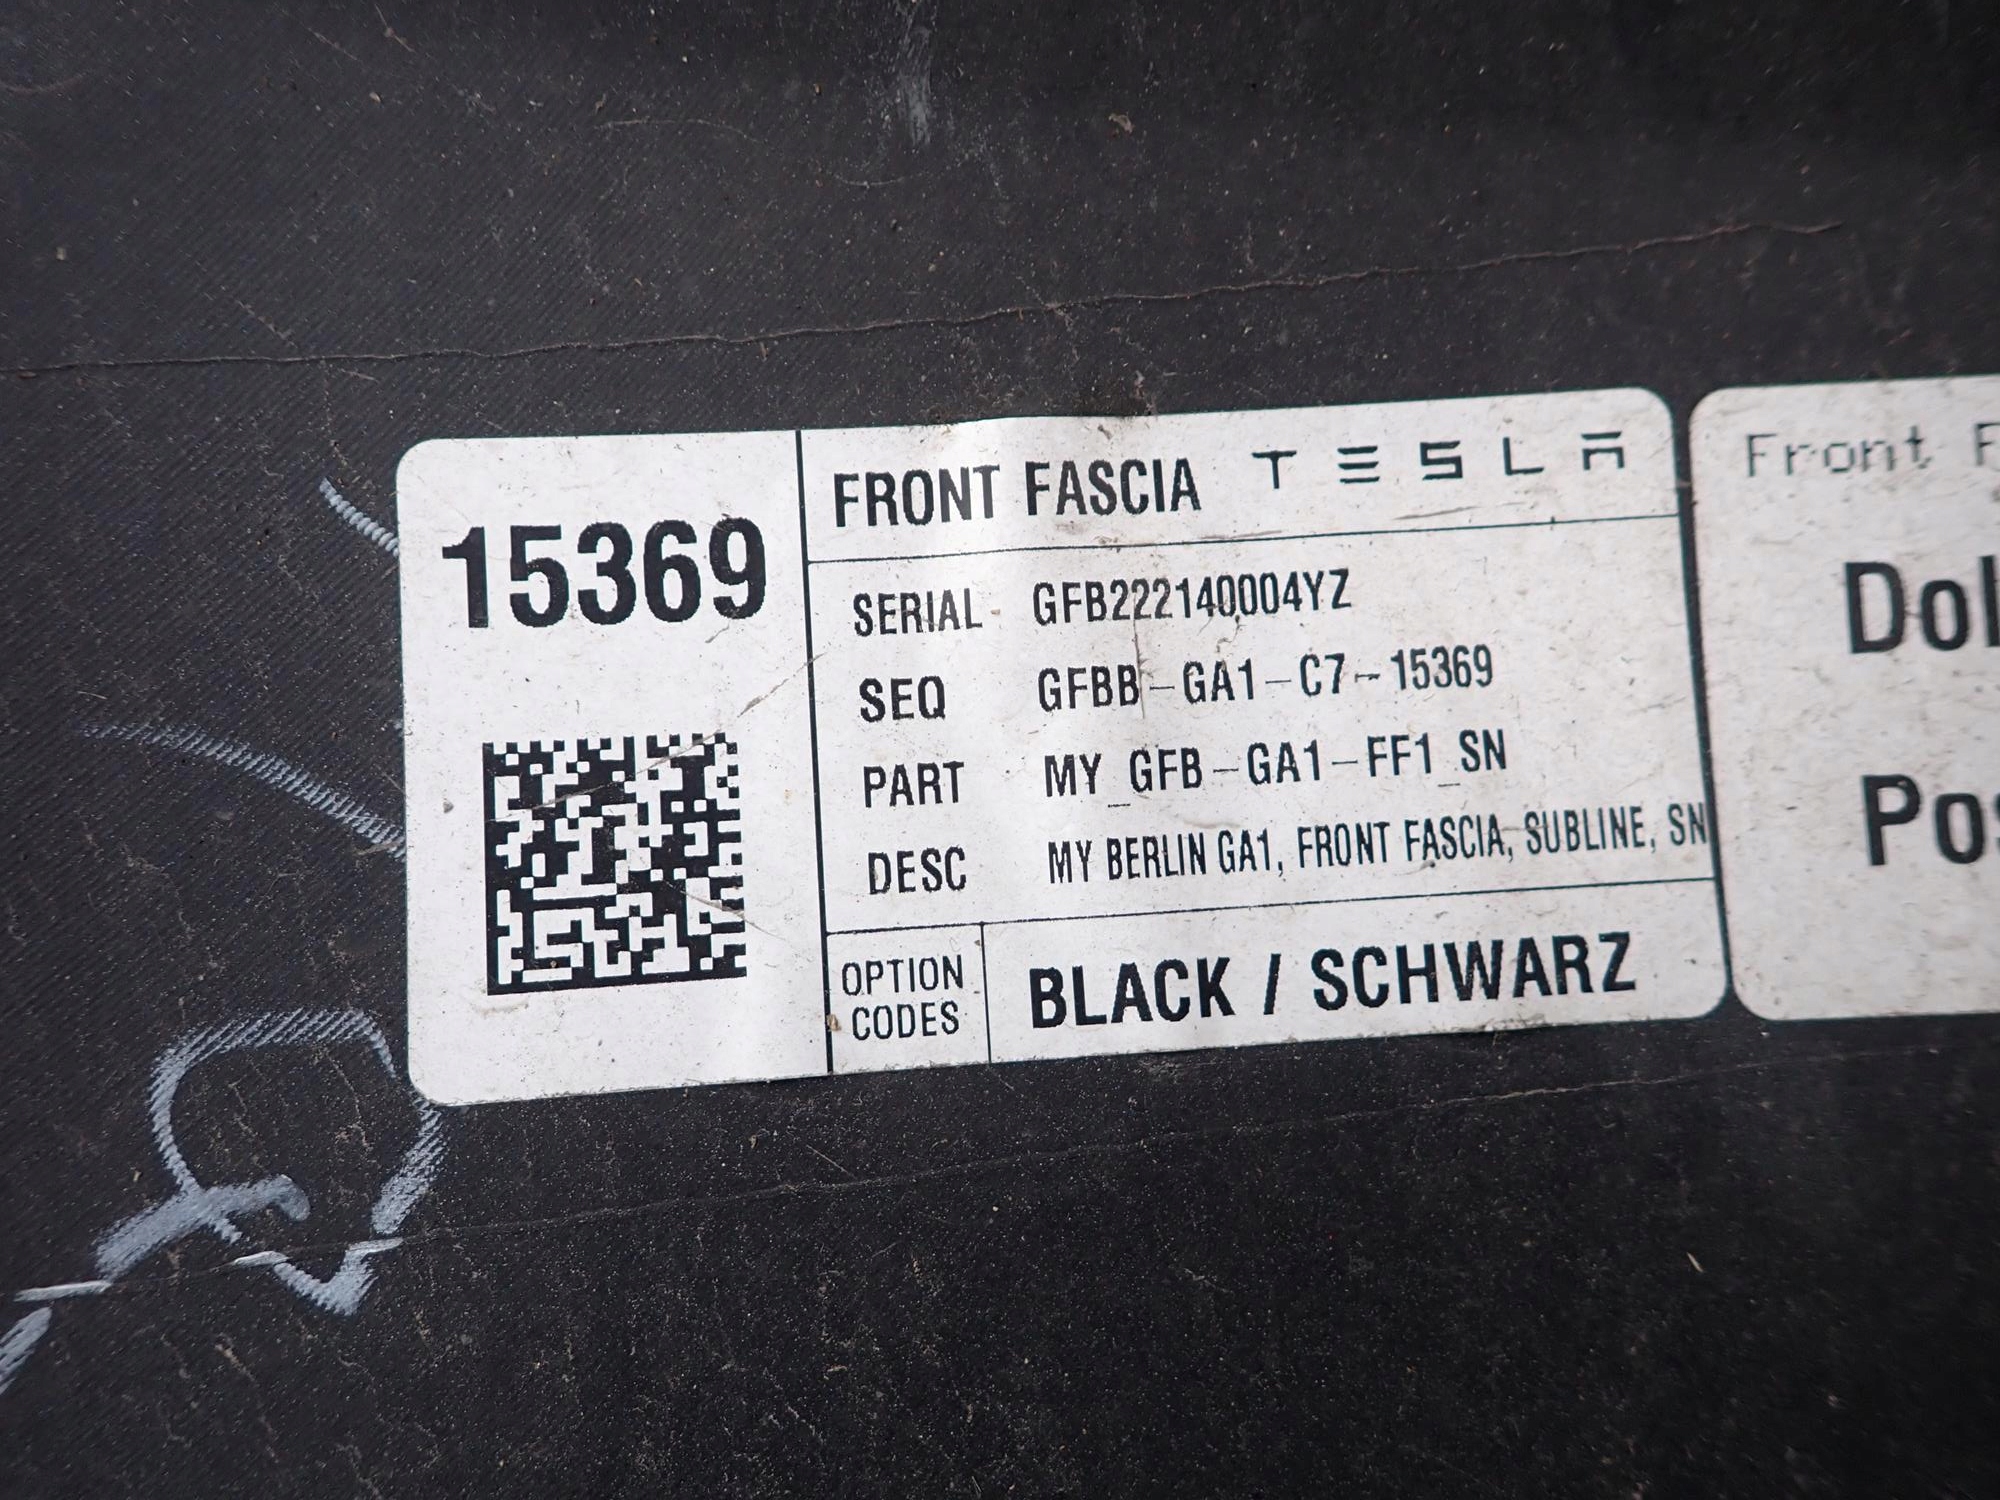 15369
FRONT FASCIA TESLA
SERIAL GFB222140004YZ
SEQ GFBB-GA1-C7-15369
PART MY_GFB-GA1-FF1_SN
DESC MY BERLIN GA1, FRONT FASCIA, SUBLINE, SN
OPTION
CODES
BLACK / SCHWARZ
Front